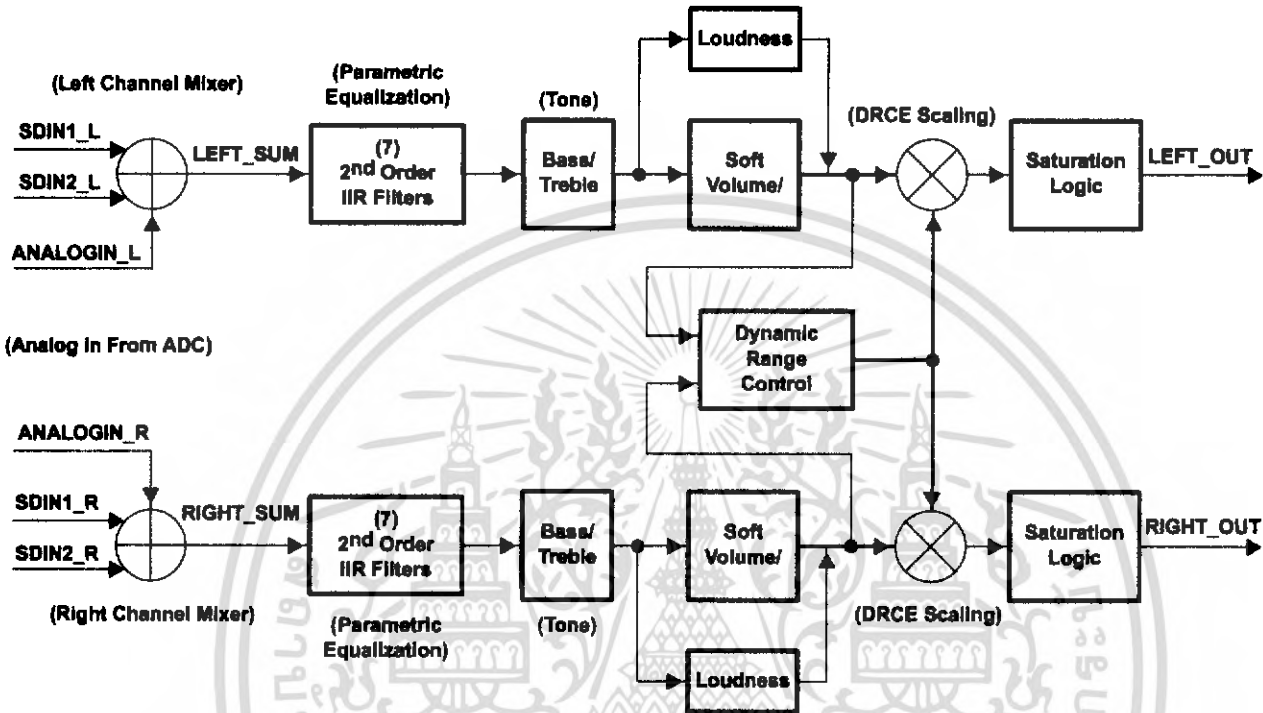 Loudness
(Left Channel Mixer)
(Parametric
Equalization)
(Tone)
(DRCE Scaling)
SDIN1_L
SDIN2_L
LEFT_SUM
(7)
2nd Order
IIR Filters
Bass/
Treble
Soft
Volume/
Saturation
Logic
LEFT_OUT
ANALOGIN_L
(Analog in From ADC)
Dynamic
Range
Control
ANALOGIN_R
SDIN1_R
SDIN2_R
RIGHT_SUM
(7)
2nd Order
IIR Filters
Bass/
Treble
Soft
Volume/
Saturation
Logic
RIGHT_OUT
(Right Channel Mixer)
(Parametric
Equalization)
(Tone)
(DRCE Scaling)
Loudness